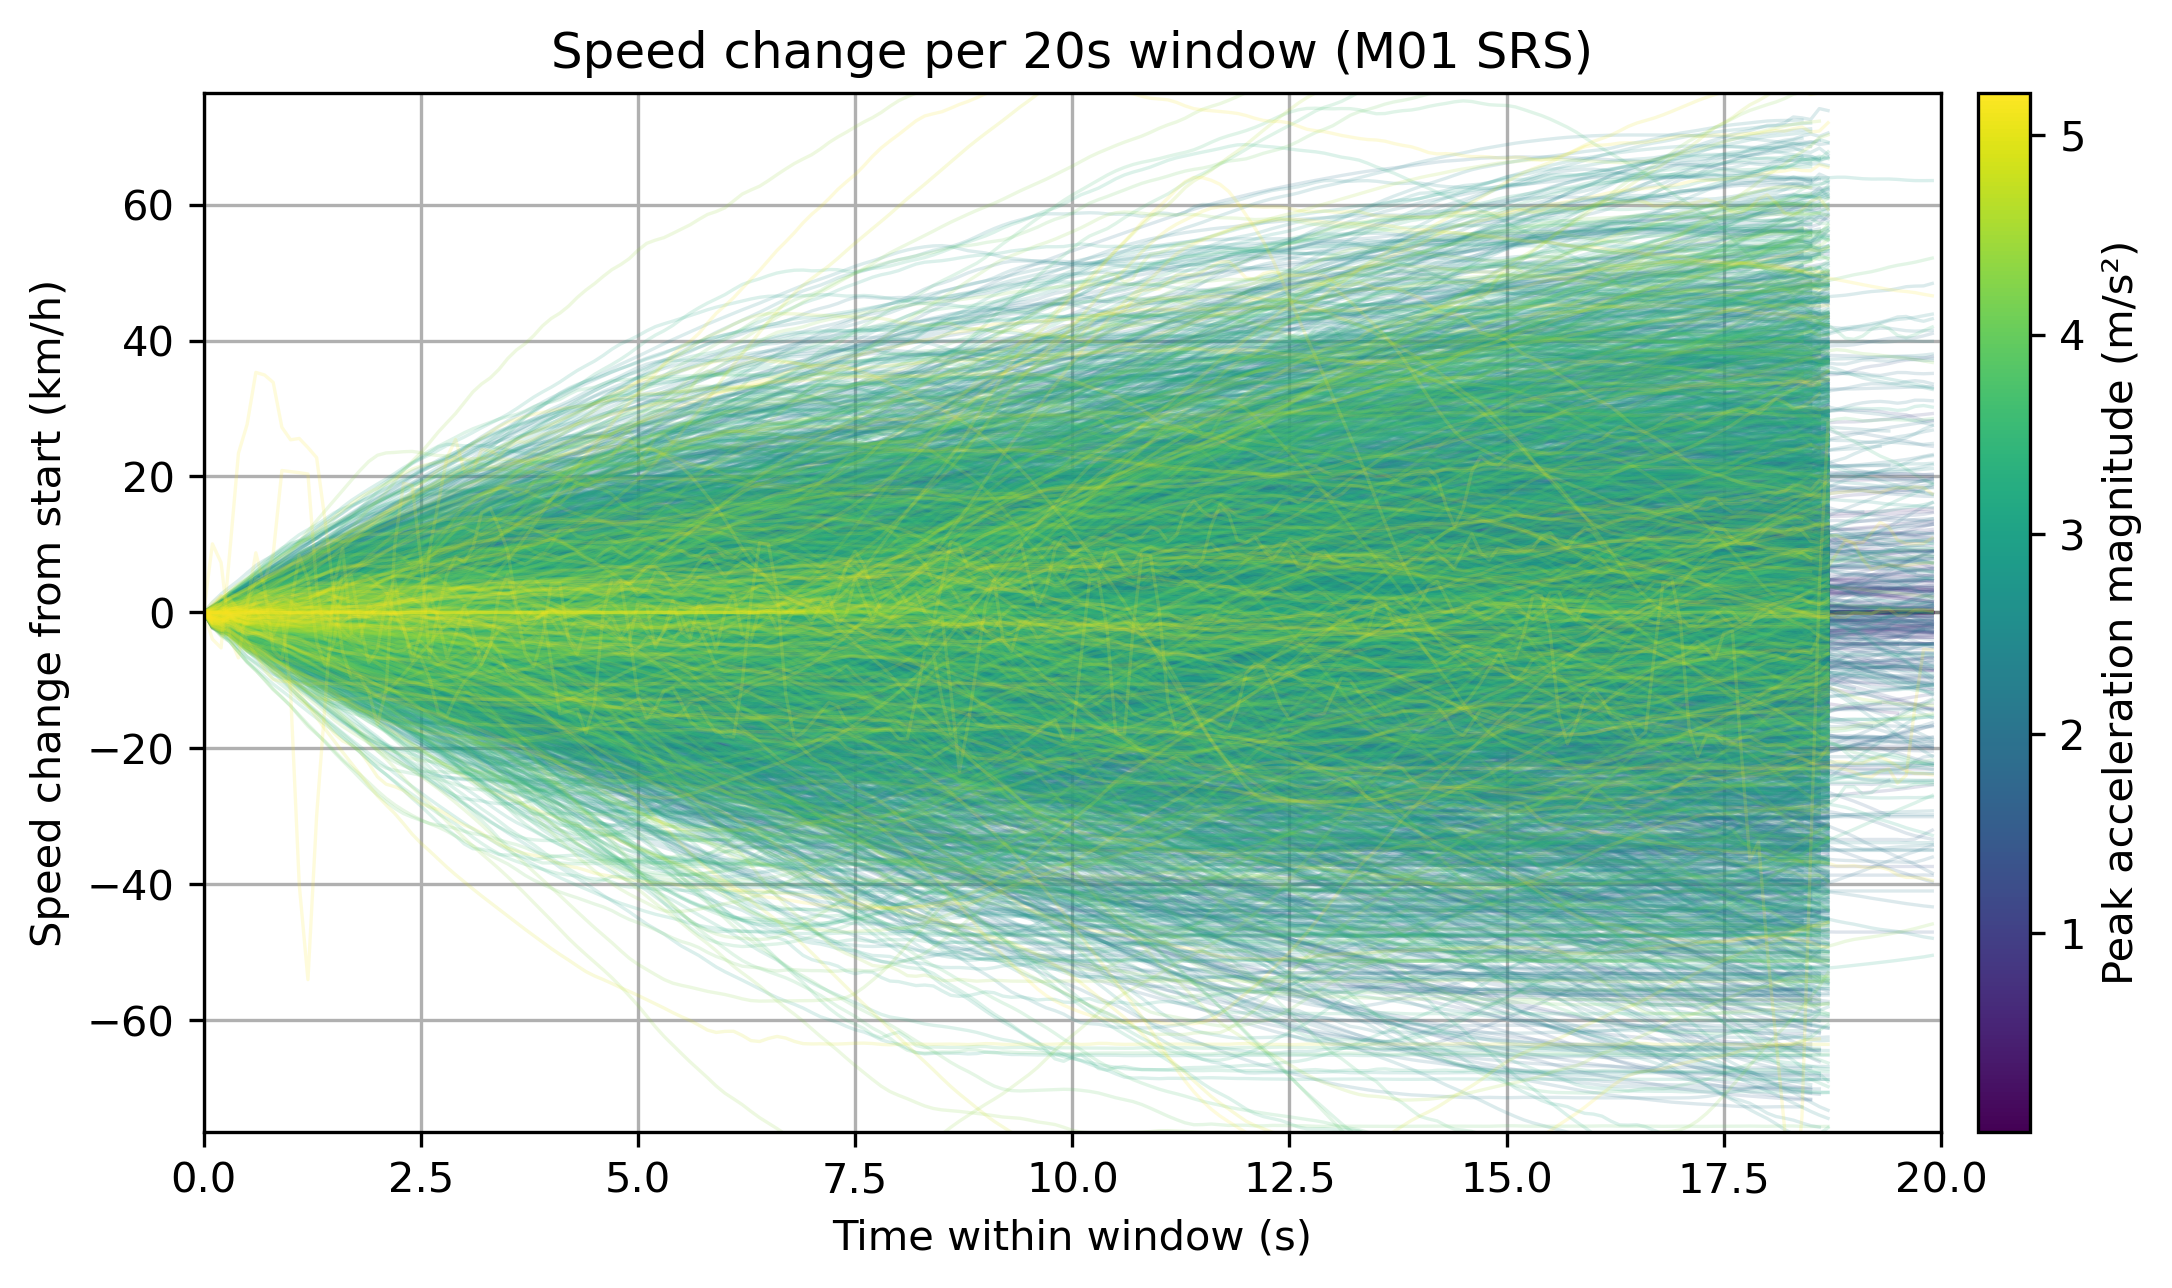 Speed change per 20s window (M01 SRS)
Speed change from start (km/h)
60
40
20
0
−20
−40
−60
0.0 2.5 5.0 7.5 10.0 12.5 15.0 17.5 20.0
Time within window (s)
5
4
3
2
1
Peak acceleration magnitude (m/s²)